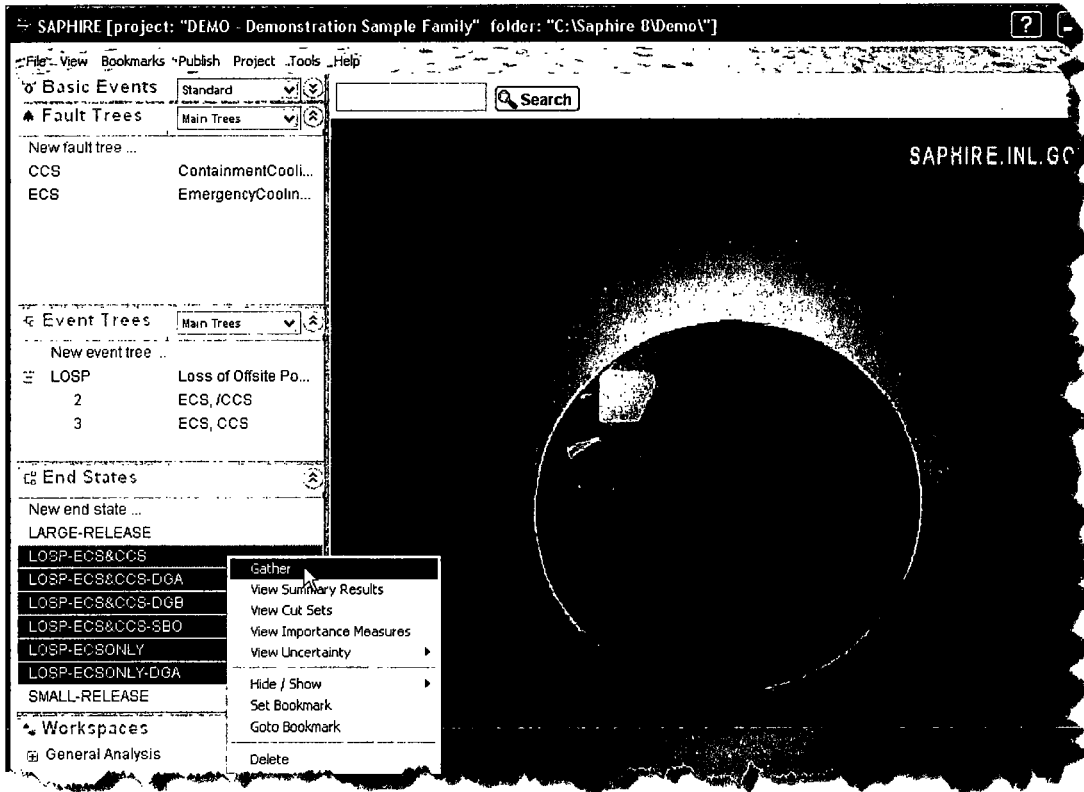 SAPHIRE [project: "DEMO - Demonstration Sample Family" folder: "C:\Saphire 8\Demo\"]
File View Bookmarks Publish Project Tools Help
Basic Events Standard
Search
Fault Trees Main Trees
New fault tree ...
CCS ContainmentCooli...
ECS EmergencyCoolin...
SAPHIRE.INL.GO
Event Trees Main Trees
New event tree ..
LOSP Loss of Offsite Po...
2 ECS, /CCS
3 ECS, CCS
End States
New end state ...
LARGE-RELEASE
LOSP-ECS&CCS
LOSP-ECS&CCS-DGA
LOSP-ECS&CCS-DGB
LOSP-ECS&CCS-SBO
LOSP-ECSONLY
LOSP-ECSONLY-DGA
SMALL-RELEASE
Gather
View Summary Results
View Cut Sets
View Importance Measures
View Uncertainty
Hide / Show
Set Bookmark
Goto Bookmark
Delete
Workspaces
General Analysis